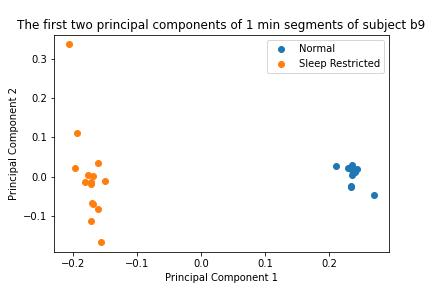 The first two principal components of 1 min segments of subject b9
Normal
Sleep Restricted
Principal Component 2
0.3
0.2
0.1
0.0
−0.1
−0.2
−0.1
0.0
0.1
0.2
Principal Component 1